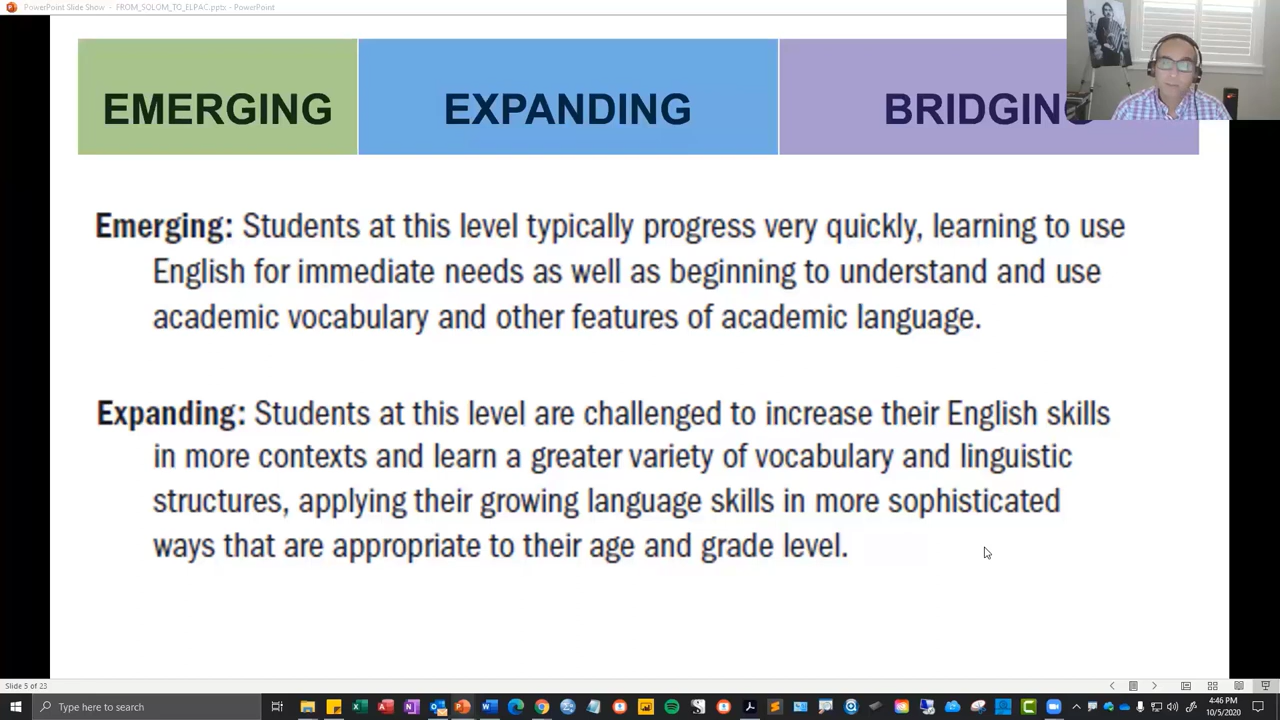 PowerPoint Slide Show - FROM_SOLOM_TO_ELPAC.pptx - PowerPoint
EMERGING
EXPANDING
BRIDGING
Emerging: Students at this level typically progress very quickly, learning to use
English for immediate needs as well as beginning to understand and use
academic vocabulary and other features of academic language.
Expanding: Students at this level are challenged to increase their English skills
in more contexts and learn a greater variety of vocabulary and linguistic
structures, applying their growing language skills in more sophisticated
ways that are appropriate to their age and grade level.
Slide 5 of 23
Type here to search
4:46 PM
10/5/2020